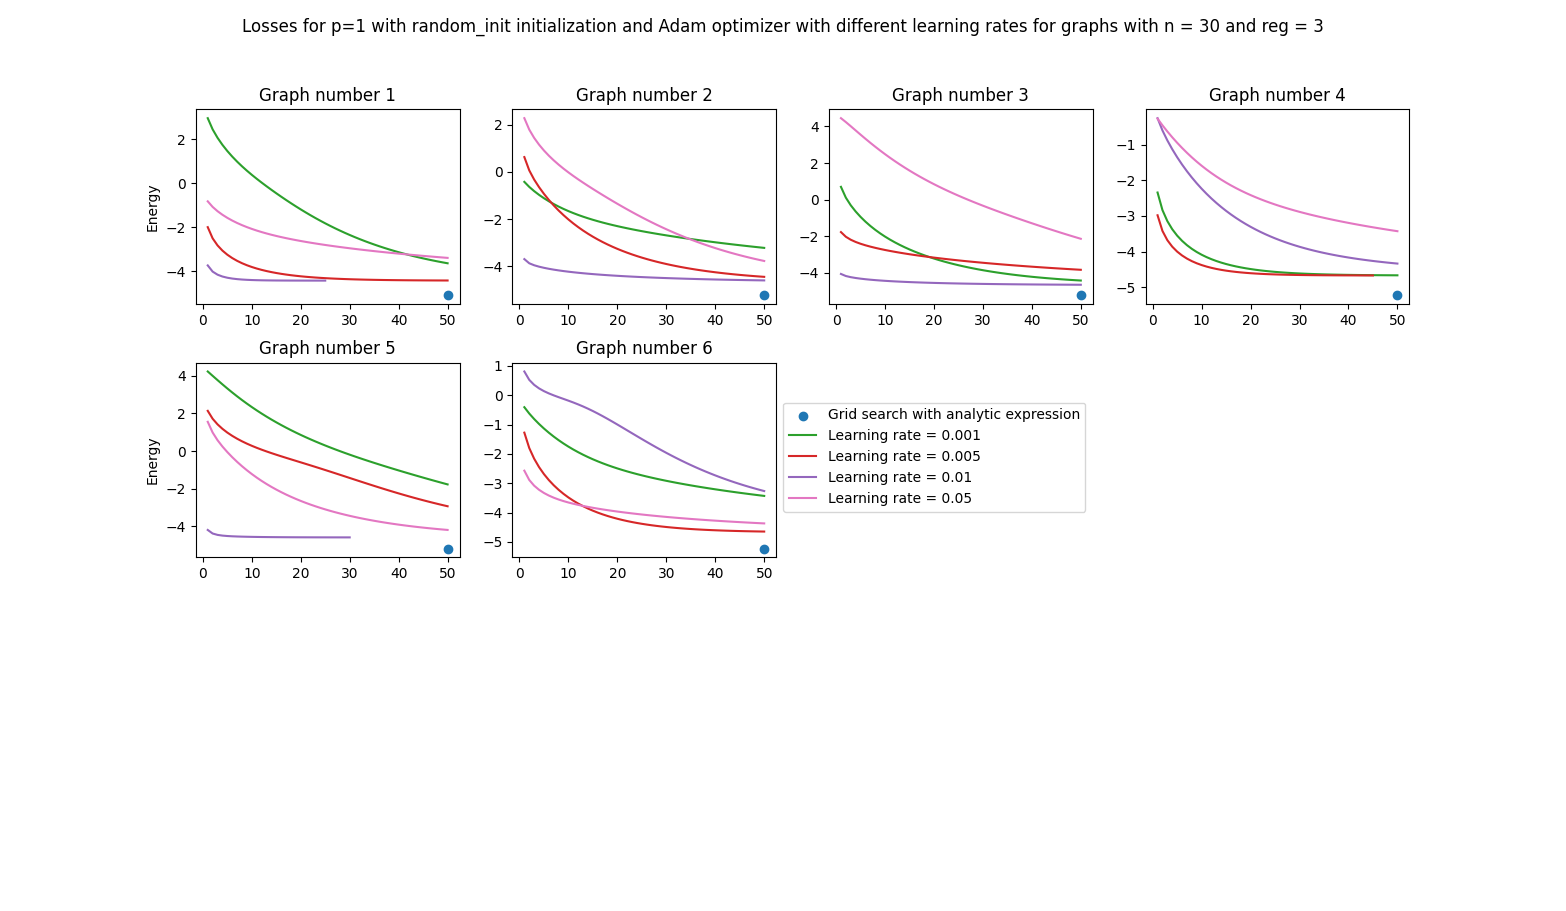 Losses for p=1 with random_init initialization and Adam optimizer with different learning rates for graphs with n = 30 and reg = 3
Graph number 1
Graph number 2
Graph number 3
Graph number 4
Energy
2
0
−2
−4
0 10 20 30 40 50
2
0
−2
−4
0 10 20 30 40 50
4
2
0
−2
−4
0 10 20 30 40 50
−1
−2
−3
−4
−5
0 10 20 30 40 50
Graph number 5
Graph number 6
Energy
4
2
0
−2
−4
0 10 20 30 40 50
1
0
−1
−2
−3
−4
−5
0 10 20 30 40 50
Grid search with analytic expression
Learning rate = 0.001
Learning rate = 0.005
Learning rate = 0.01
Learning rate = 0.05